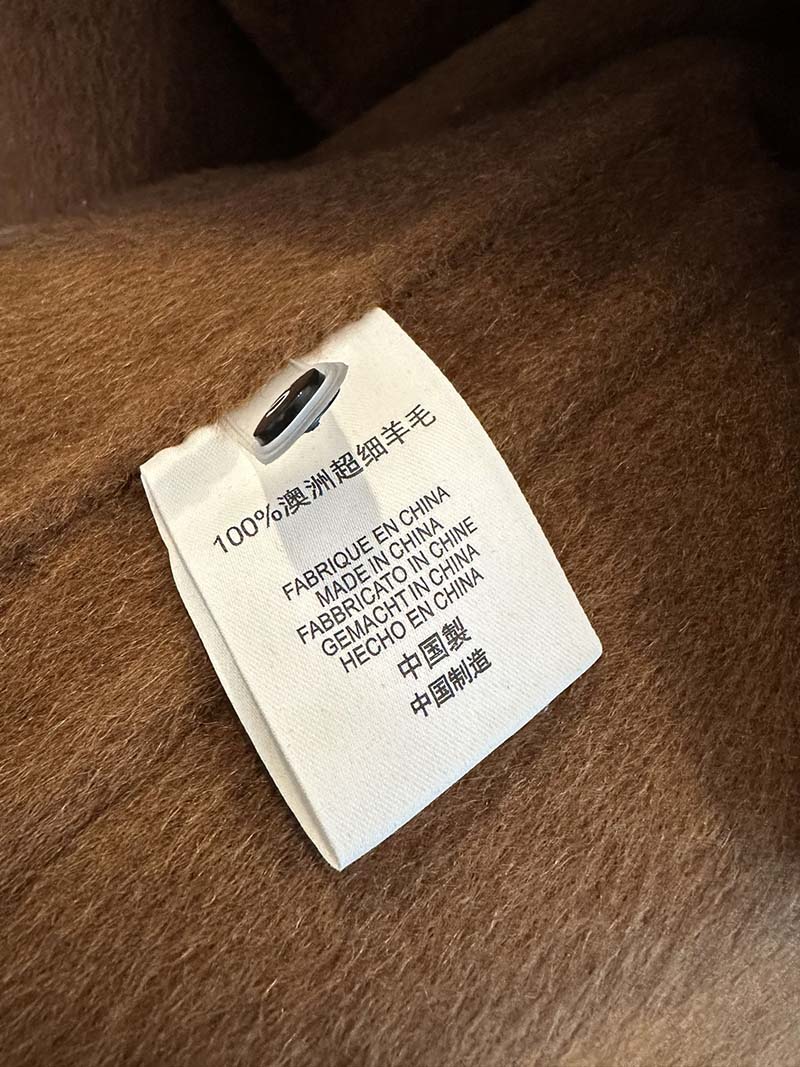 100%澳洲超细羊毛
FABRIQUE EN CHINA
MADE IN CHINA
FABBRICATO IN CHINE
GEMACHT IN CHINA
HECHO EN CHINA
中国製
中国制造